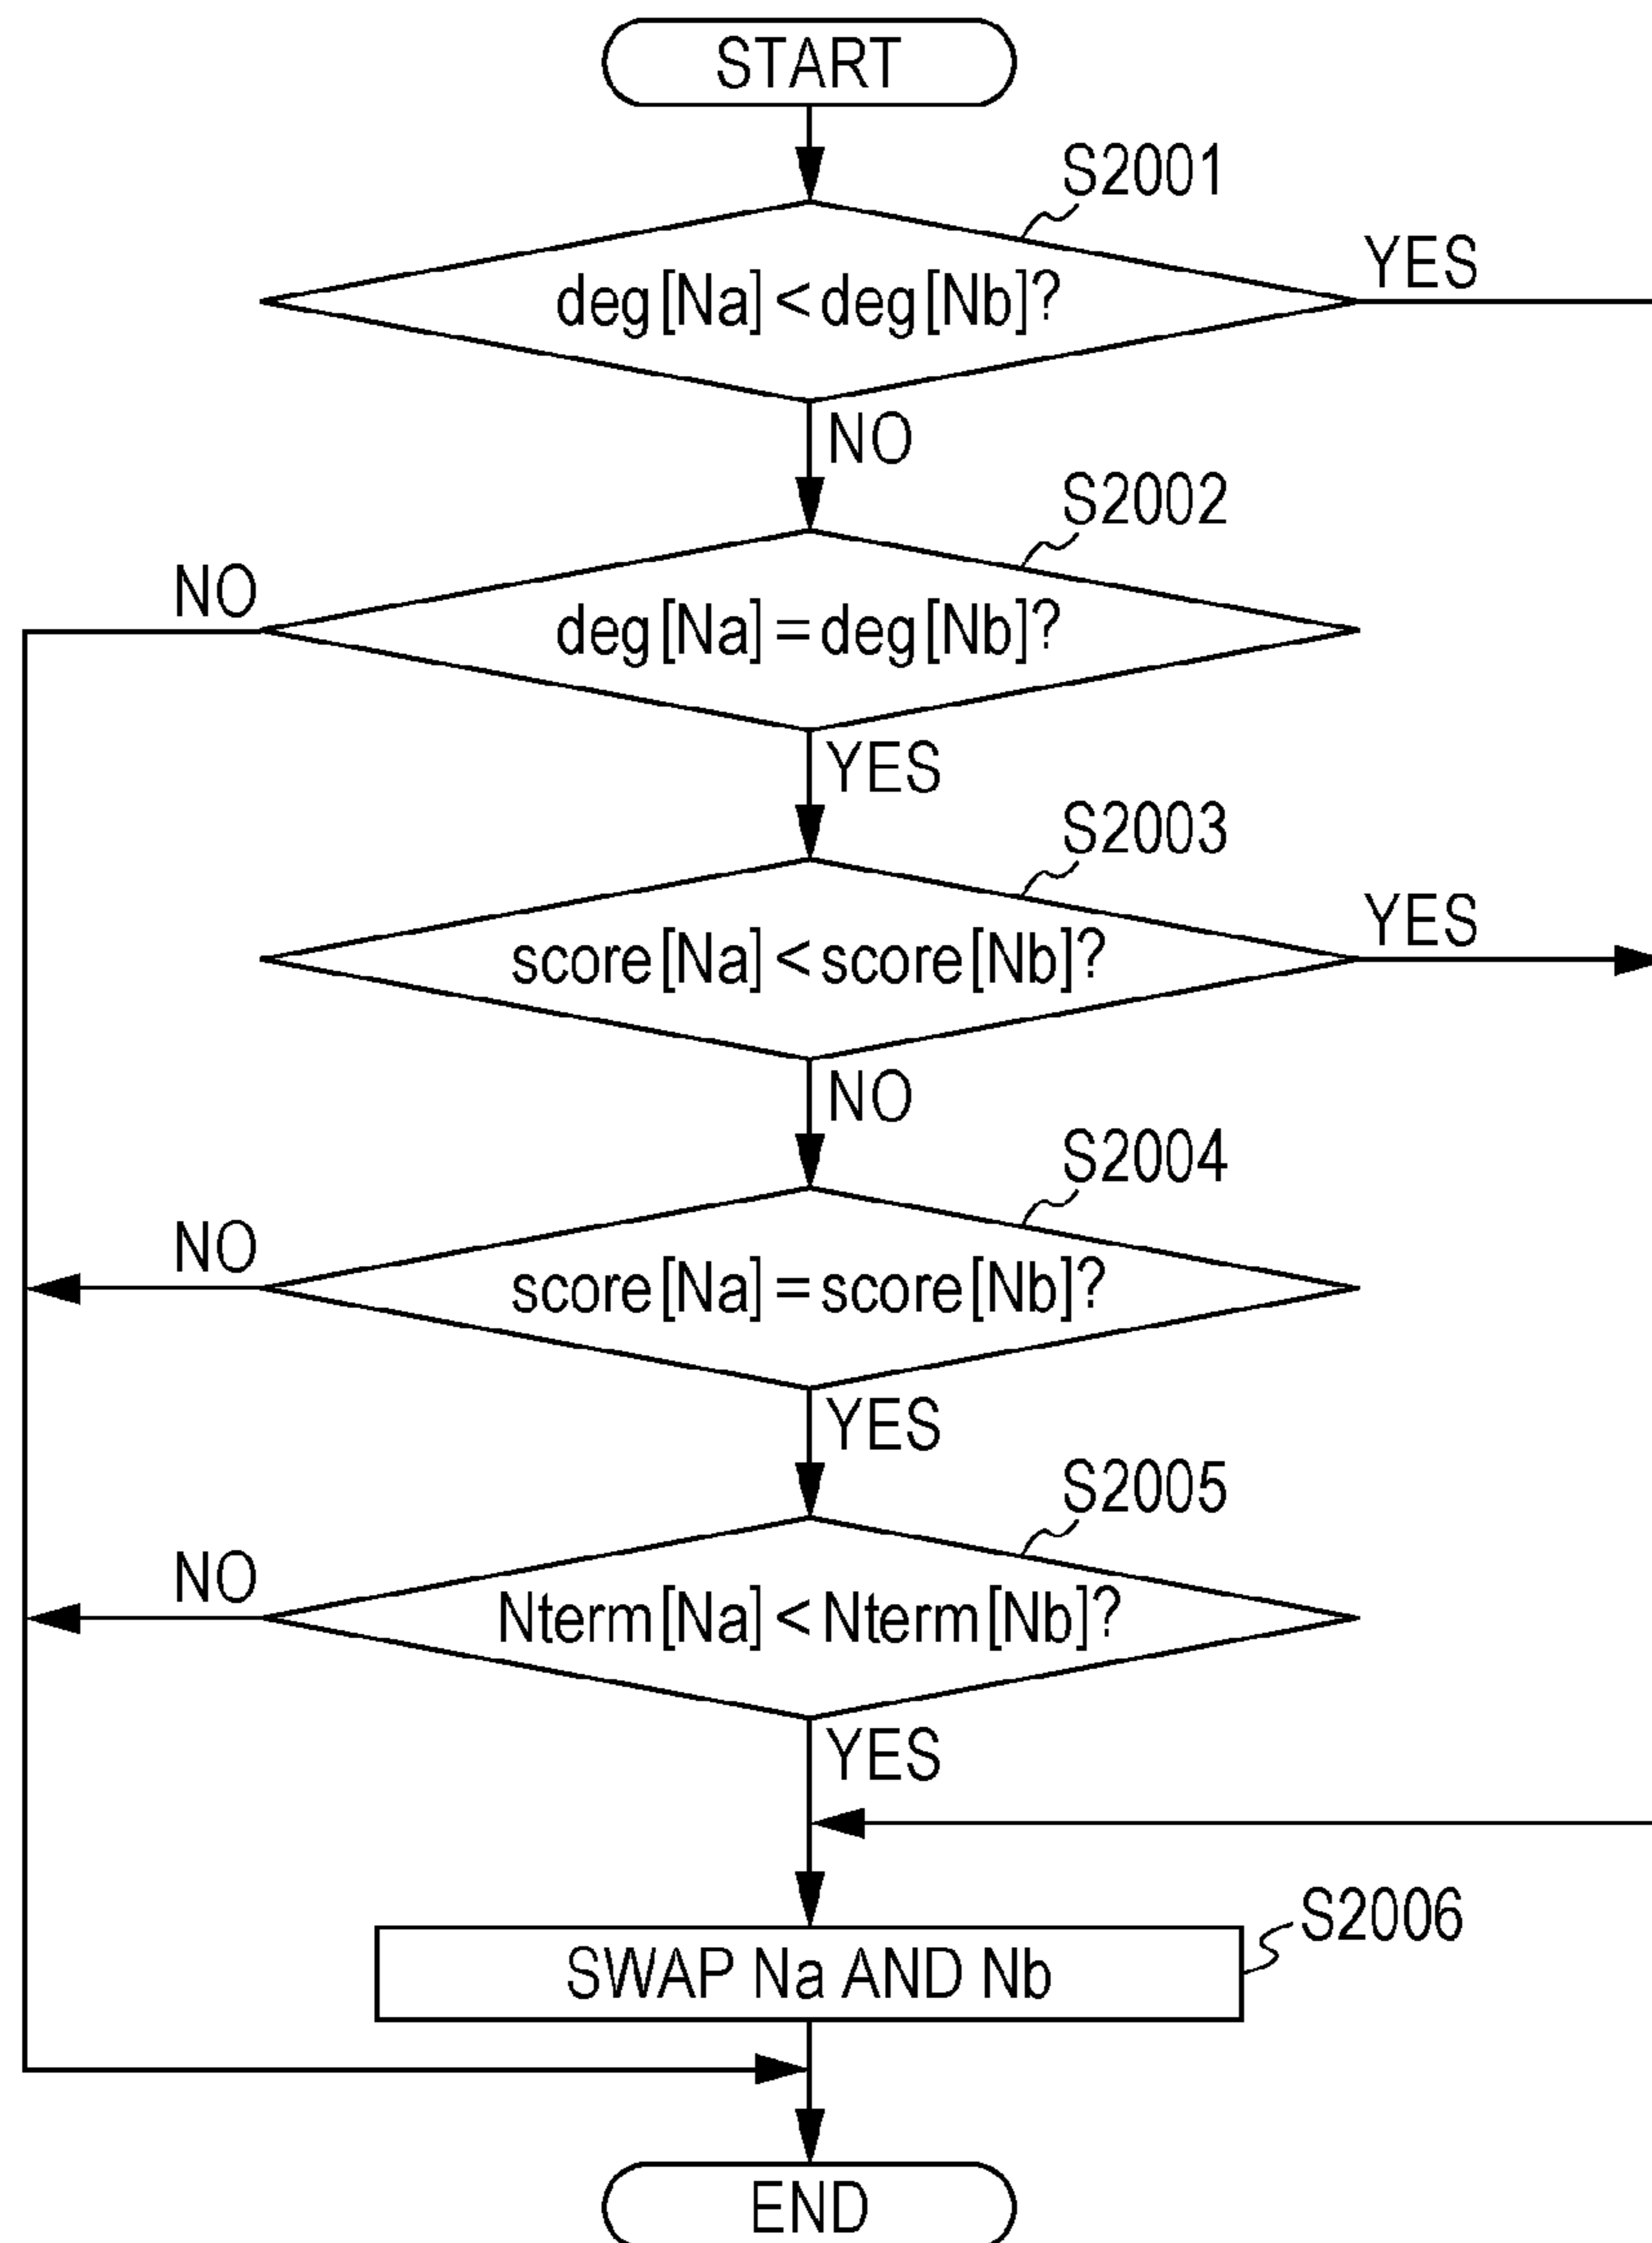 START
S2001
deg[Na]<deg[Nb]?
YES
NO
S2002
NO
deg[Na]=deg[Nb]?
YES
S2003
score[Na]<score[Nb]?
YES
NO
S2004
NO
score[Na]=score[Nb]?
YES
S2005
NO
Nterm[Na]<Nterm[Nb]?
YES
S2006
SWAP Na AND Nb
END